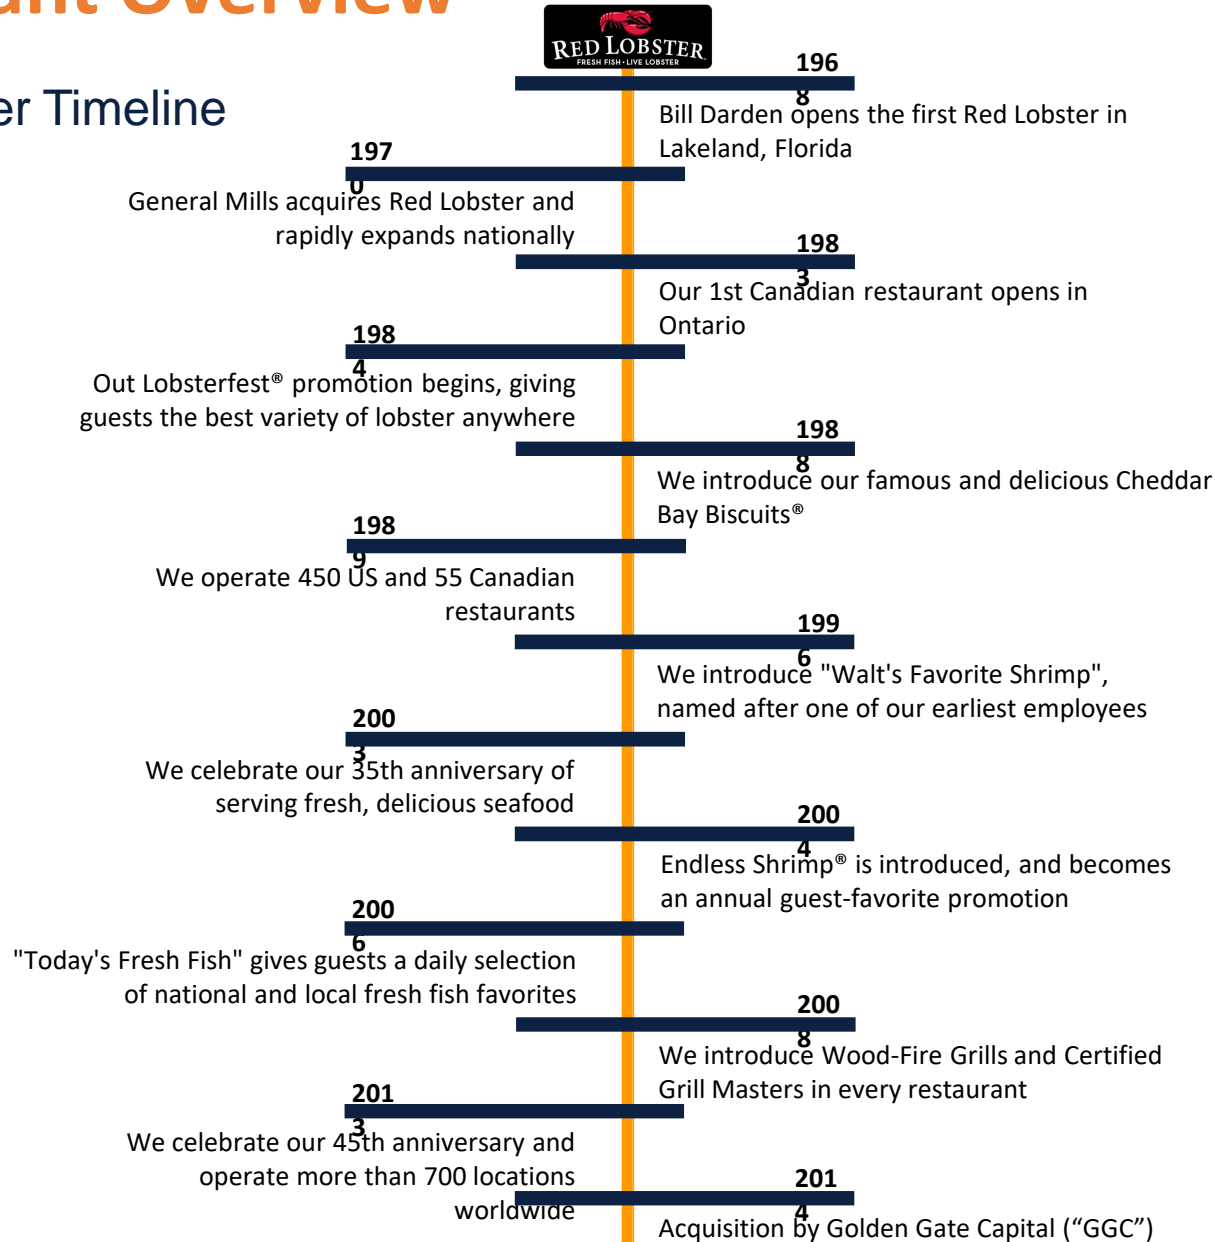 ant Overview
er Timeline
RED LOBSTER
FRESH FISH • LIVE LOBSTER
196
8
Bill Darden opens the first Red Lobster in
Lakeland, Florida
197
0
General Mills acquires Red Lobster and
rapidly expands nationally
198
3
Our 1st Canadian restaurant opens in
Ontario
198
4
Out Lobsterfest® promotion begins, giving
guests the best variety of lobster anywhere
198
8
We introduce our famous and delicious Cheddar
Bay Biscuits®
198
9
We operate 450 US and 55 Canadian
restaurants
199
6
We introduce "Walt's Favorite Shrimp",
named after one of our earliest employees
200
3
We celebrate our 35th anniversary of
serving fresh, delicious seafood
200
4
Endless Shrimp® is introduced, and becomes
an annual guest-favorite promotion
200
6
"Today's Fresh Fish" gives guests a daily selection
of national and local fresh fish favorites
200
8
We introduce Wood-Fire Grills and Certified
Grill Masters in every restaurant
201
3
We celebrate our 45th anniversary and
operate more than 700 locations
worldwide
201
4
Acquisition by Golden Gate Capital (“GGC”)